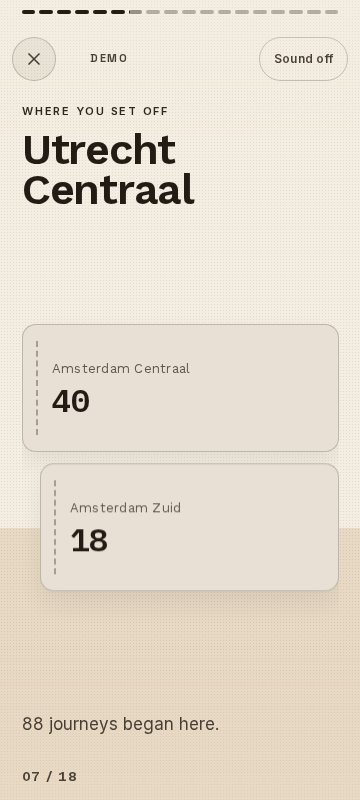 DEMO
Sound off
WHERE YOU SET OFF
Utrecht
Centraal
Amsterdam Centraal
40
Amsterdam Zuid
18
88 journeys began here.
07 / 18